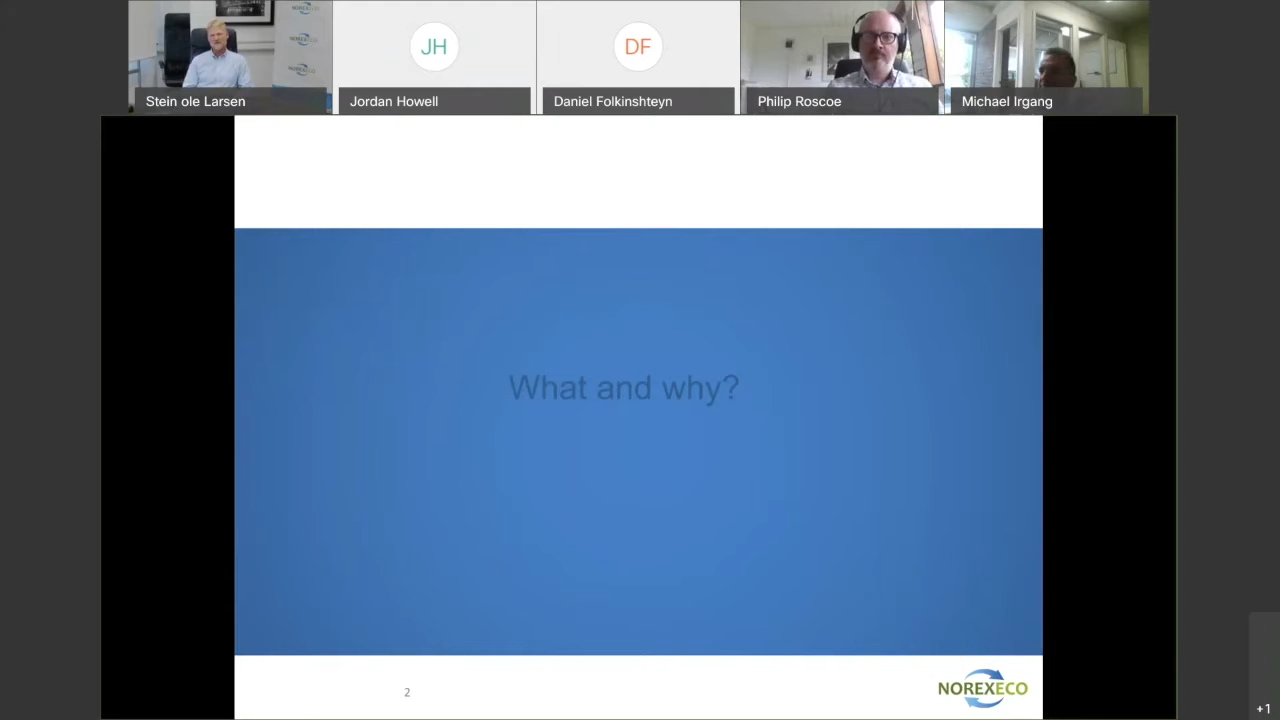 JH
DF
Stein ole Larsen
Jordan Howell
Daniel Folkinshteyn
Philip Roscoe
Michael Irgang
What and why?
2
NOREXECO
+1